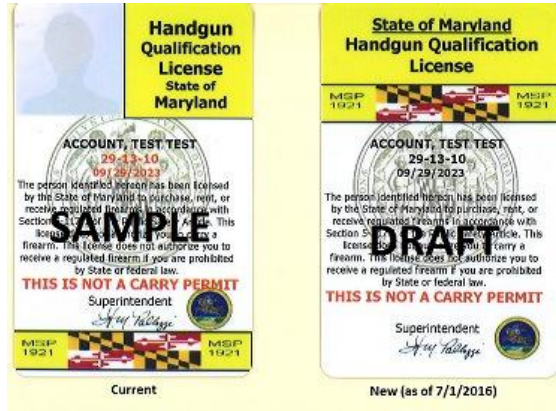 Handgun
Qualification
License
State of
Maryland
ACCOUNT, TEST TEST
29-13-10
09/29/2023
The person identified hereon has been licensed
by the State of Maryland to purchase, rent, or
receive regulated firearms in accordance with
Section
This
carry a
firearm. This license does not authorize you to
receive a regulated firearm if you are prohibited
by State or federal law.
SAMPLE
THIS IS NOT A CARRY PERMIT
Superintendent
MSP
1921
MSP
1921
Current
State of Maryland
Handgun Qualification
License
MSP
1921
MSP
1921
ACCOUNT, TEST TEST
29-13-10
09/29/2023
The person identified hereon has been licensed
by the State of Maryland to purchase, rent, or
receive regulated firearms in accordance with
Section 5
This
carry a
firearm. This license does not authorize you to
receive a regulated firearm if you are prohibited
by State or federal law.
DRAFT
THIS IS NOT A CARRY PERMIT
Superintendent
New (as of 7/1/2016)